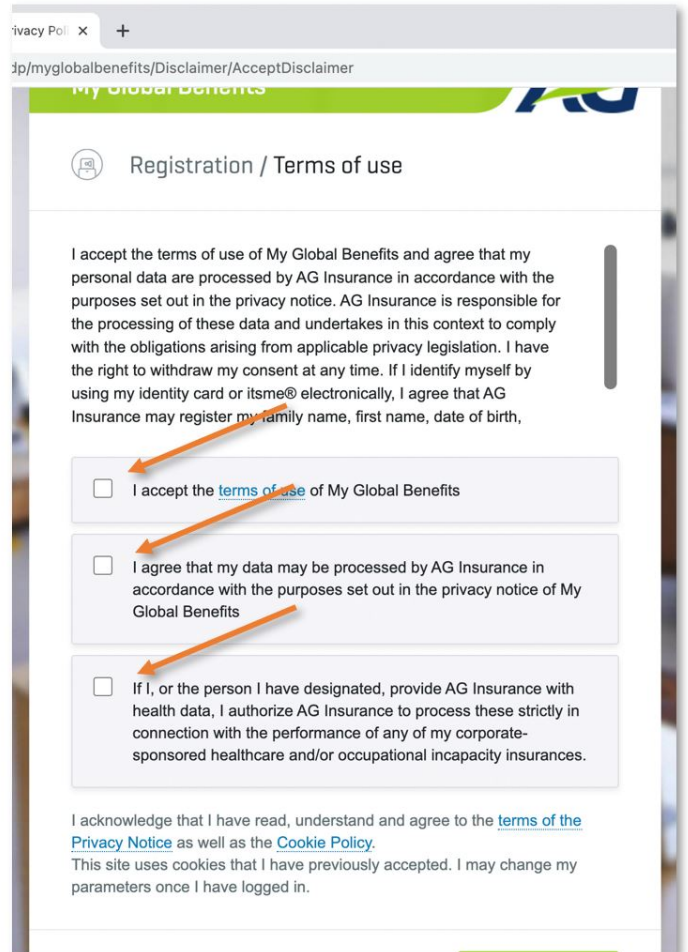 ivacy Pol
dp/myglobalbenefits/Disclaimer/AcceptDisclaimer
My Global Benefits
AG
Registration / Terms of use
I accept the terms of use of My Global Benefits and agree that my
personal data are processed by AG Insurance in accordance with the
purposes set out in the privacy notice. AG Insurance is responsible for
the processing of these data and undertakes in this context to comply
with the obligations arising from applicable privacy legislation. I have
the right to withdraw my consent at any time. If I identify myself by
using my identity card or itsme® electronically, I agree that AG
Insurance may register my family name, first name, date of birth,
I accept the terms of use of My Global Benefits
I agree that my data may be processed by AG Insurance in
accordance with the purposes set out in the privacy notice of My
Global Benefits
If I, or the person I have designated, provide AG Insurance with
health data, I authorize AG Insurance to process these strictly in
connection with the performance of any of my corporate-
sponsored healthcare and/or occupational incapacity insurances.
I acknowledge that I have read, understand and agree to the terms of the
Privacy Notice as well as the Cookie Policy.
This site uses cookies that I have previously accepted. I may change my
parameters once I have logged in.